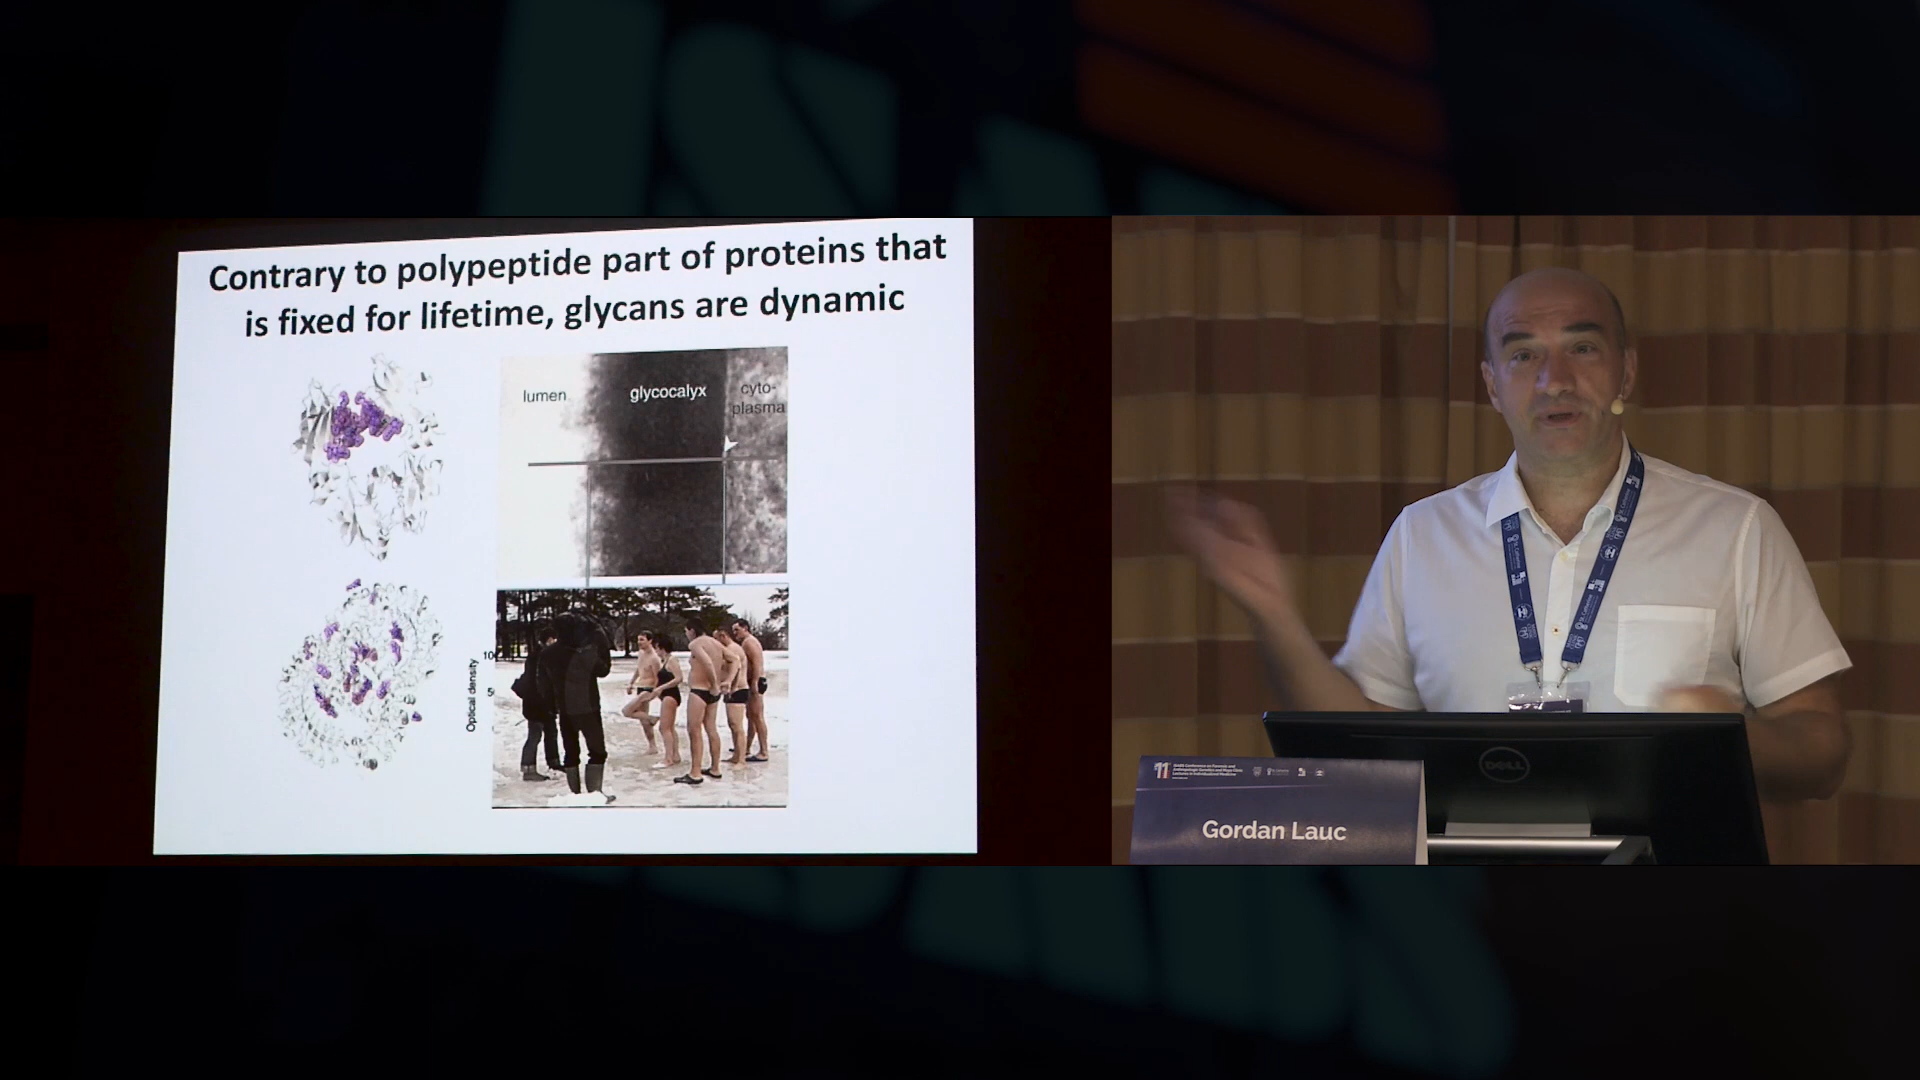 Contrary to polypeptide part of proteins that
is fixed for lifetime, glycans are dynamic
lumen
glycocalyx
cyto-
plasma
Optical density
DELL
11
Gordan Lauc